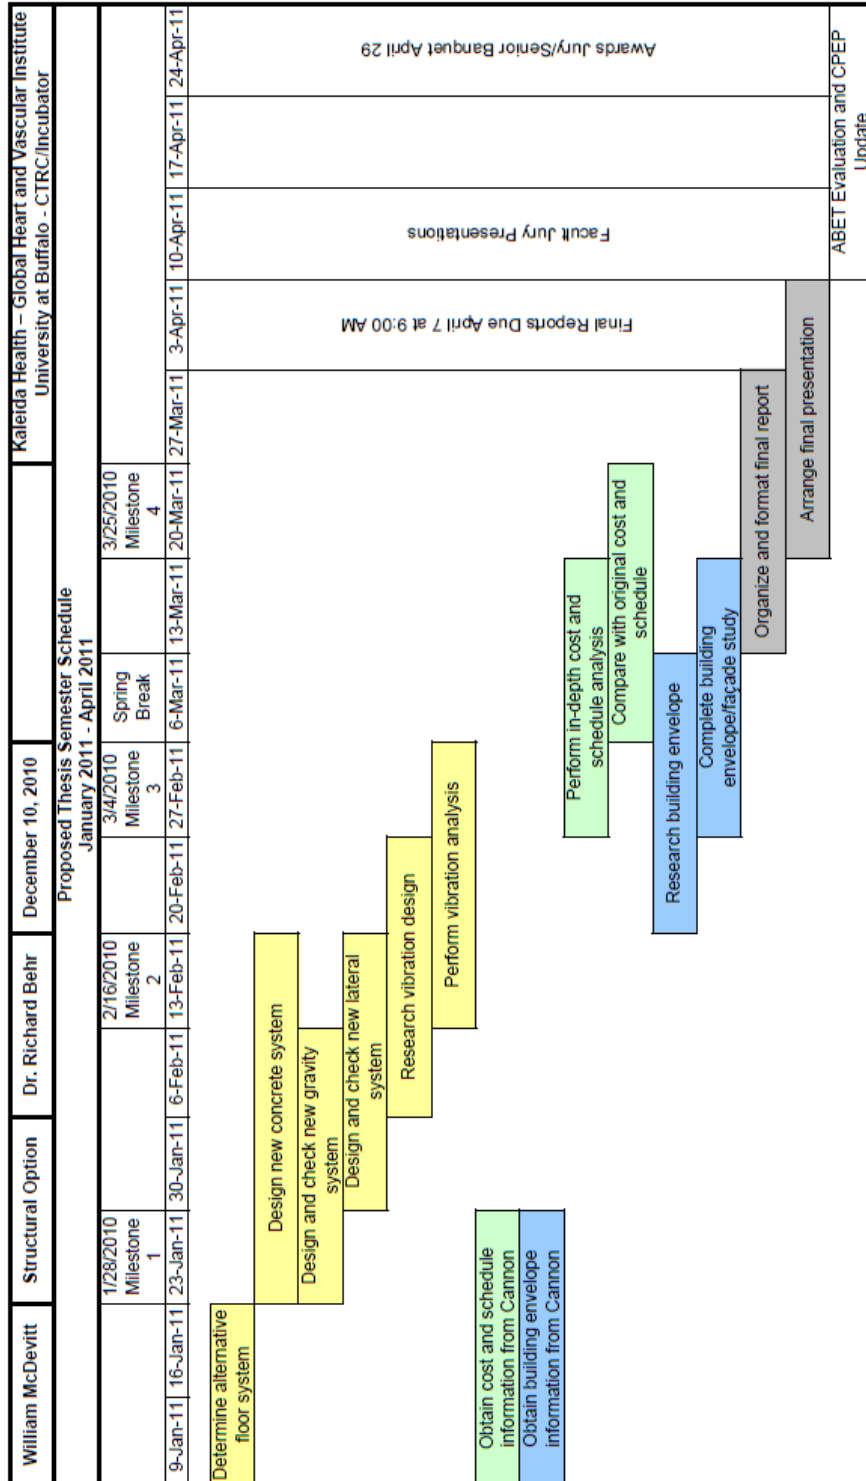 William McDevitt
Structural Option
Dr. Richard Behr
December 10, 2010
Kaleida Health – Global Heart and Vascular Institute
University at Buffalo - CTRC/Incubator
Proposed Thesis Semester Schedule
January 2011 - April 2011
1/28/2010
Milestone
1
2/16/2010
Milestone
2
3/4/2010
Milestone
3
Spring
Break
3/25/2010
Milestone
4
9-Jan-11
16-Jan-11
23-Jan-11
30-Jan-11
6-Feb-11
13-Feb-11
20-Feb-11
27-Feb-11
6-Mar-11
13-Mar-11
20-Mar-11
27-Mar-11
3-Apr-11
10-Apr-11
17-Apr-11
24-Apr-11
Determine alternative
floor system
Design new concrete system
Design and check new gravity
system
Design and check new lateral
system
Research vibration design
Perform vibration analysis
Obtain cost and schedule
information from Cannon
Obtain building envelope
information from Cannon
Perform in-depth cost and
schedule analysis
Compare with original cost and
schedule
Research building envelope
Complete building
envelope/façade study
Organize and format final report
Arrange final presentation
Final Reports Due April 7 at 9:00 AM
Facult Jury Presentations
Awards Jury/Senior Banquet April 29
ABET Evaluation and CPEP
Update